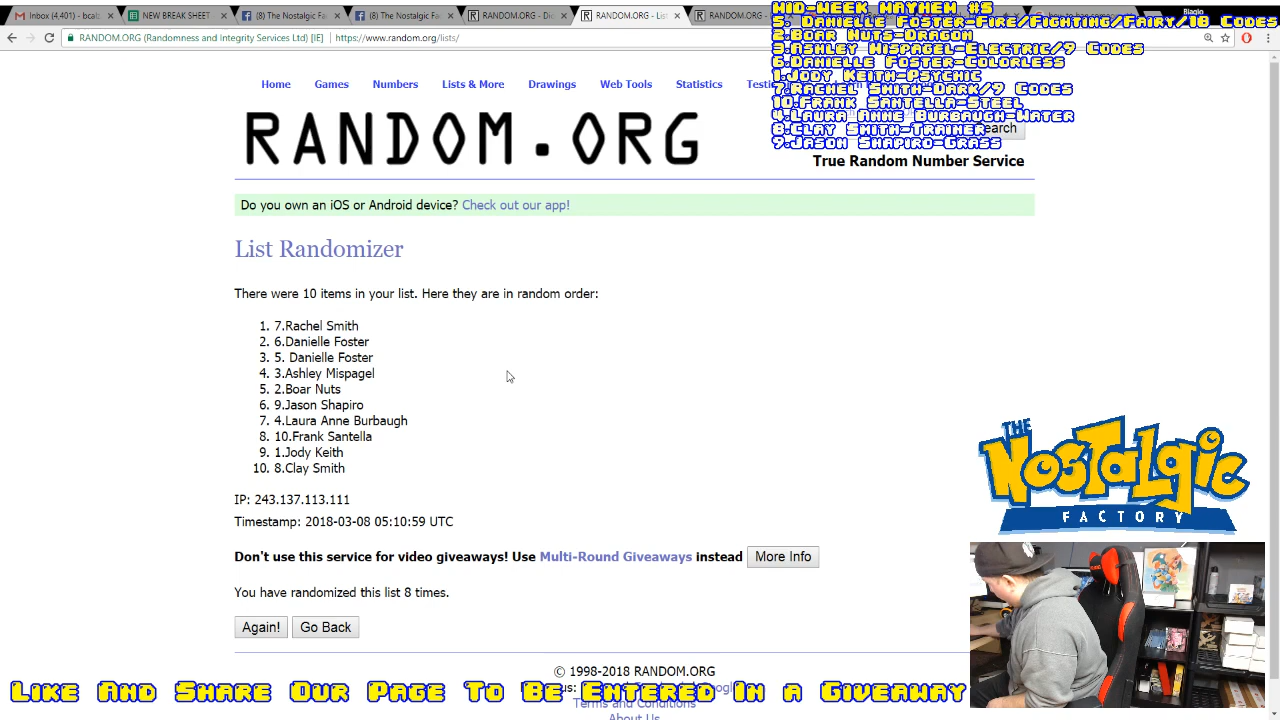 Inbox (4,401) - bcata
NEW BREAK SHEET
(8) The Nostalgic Fa
(8) The Nostalgic Fa
RANDOM.ORG - Dic
RANDOM.ORG - List
RANDOM.ORG -
Biagio
RANDOM.ORG (Randomness and Integrity Services Ltd) [IE]
https://www.random.org/lists/
MID-WEEK MAYHEM #5
5. DANIELLE FOSTER-FIRE/FIGHTING/FAIRY/18 CODES
2.BOAR NUTS-DRAGON
3.ASHLEY MISPAGEL-ELECTRIC/9 CODES
6.DANIELLE FOSTER-COLORLESS
1.JODY KEITH-PSYCHIC
7.RACHEL SMITH-DARK/9 CODES
10.FRANK SANTELLA-STEEL
4.LAURA ANNE BURBAUGH-WATER
8.CLAY SMITH-TRAINER
9.JASON SHAPIRO-GRASS
Home Games Numbers Lists & More Drawings Web Tools Statistics Testi
RANDOM.ORG
earch
True Random Number Service
Do you own an iOS or Android device? Check out our app!
List Randomizer
There were 10 items in your list. Here they are in random order:
1. 7.Rachel Smith
2. 6.Danielle Foster
3. 5. Danielle Foster
4. 3.Ashley Mispagel
5. 2.Boar Nuts
6. 9.Jason Shapiro
7. 4.Laura Anne Burbaugh
8. 10.Frank Santella
9. 1.Jody Keith
10. 8.Clay Smith
IP: 243.137.113.111
Timestamp: 2018-03-08 05:10:59 UTC
Don't use this service for video giveaways! Use Multi-Round Giveaways instead More Info
You have randomized this list 8 times.
Again! Go Back
THE
NOSTALGIC
FACTORY
© 1998-2018 RANDOM.ORG
LIKE AND SHARE OUR PAGE TO BE ENTERED IN A GIVEAWAY
Terms and Conditions
About Us